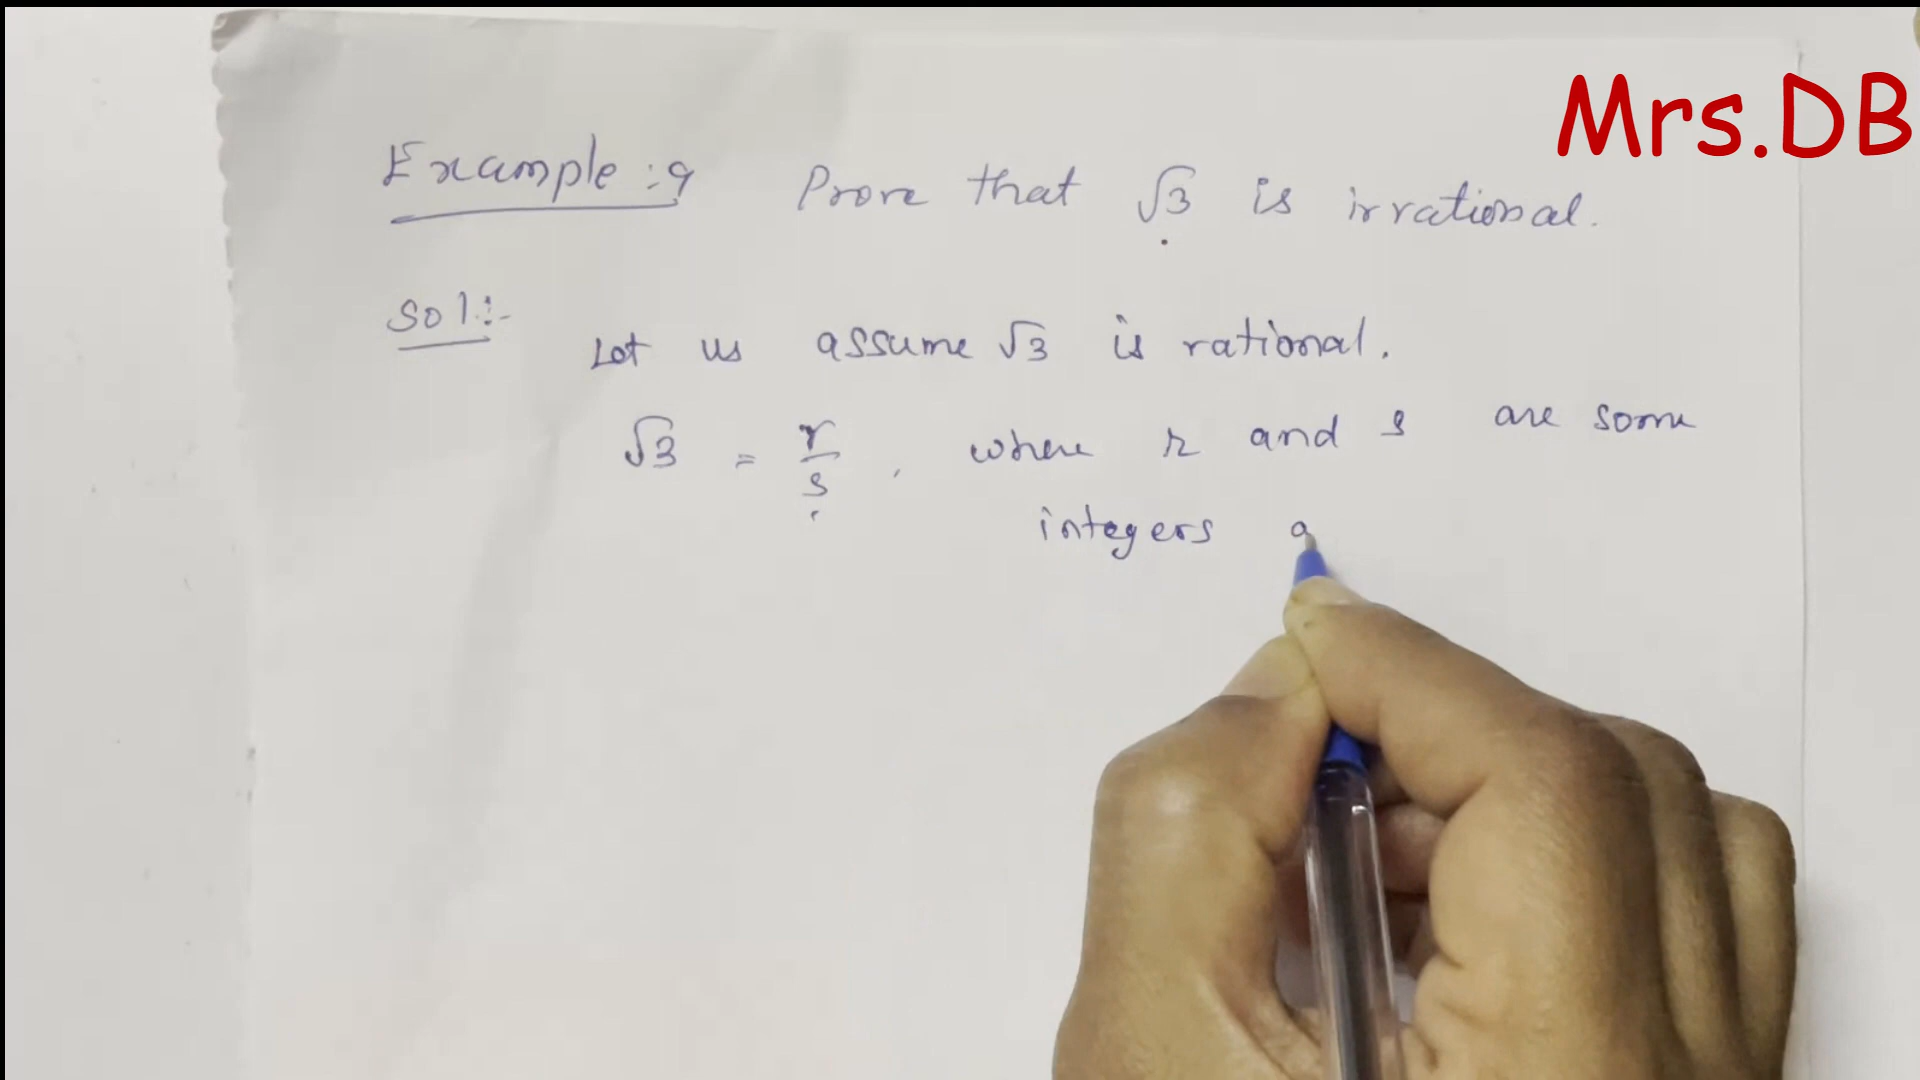 Mrs.DB
Example :9 Prove that √3 is irrational.
Sol:-
Let us assume √3 is rational.
√3 = r/s, where r and s are some
integers a